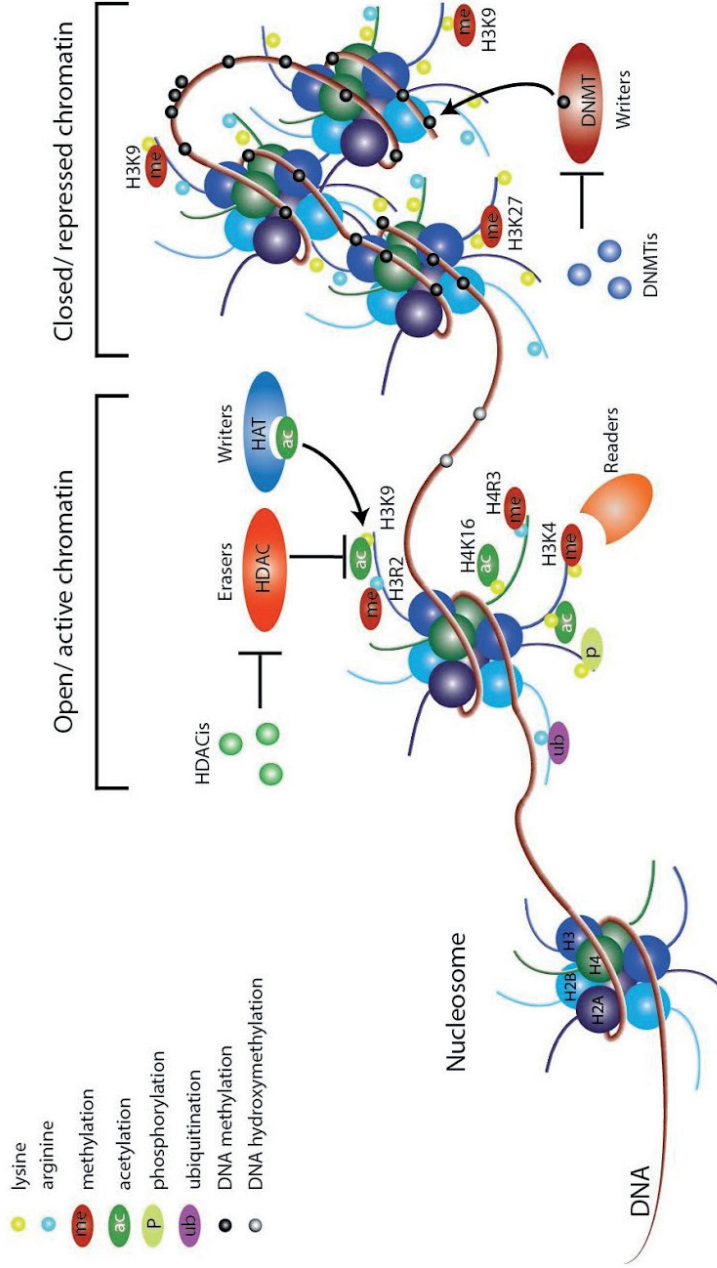 lysine
arginine
me methylation
ac acetylation
P phosphorylation
ub ubiquitination
DNA methylation
DNA hydroxymethylation
Open/ active chromatin
Closed/ repressed chromatin
HDACis
Erasers
HDAC
Writers
HAT
ac
ac
H3K9
me
H3R2
H4K16
ac
H4R3
me
H3K4
me
ac
p
ub
Readers
H3K9
me
me
H3K9
me
H3K27
DNMTis
DNMT
Writers
Nucleosome
H2B
H3
H2A
H4
DNA